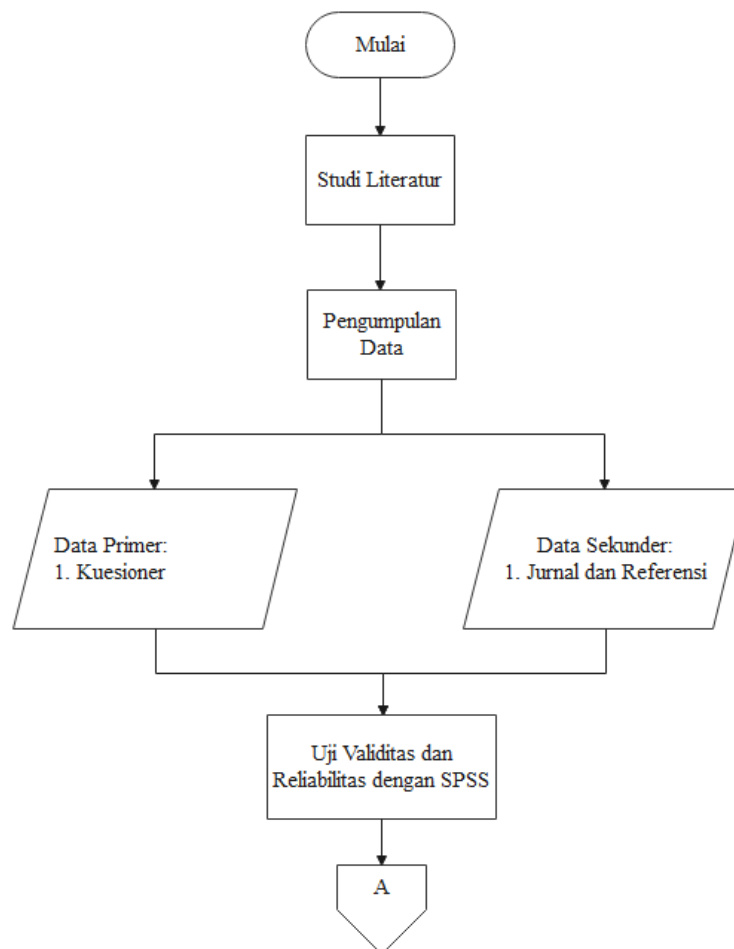 Mulai
Studi Literatur
Pengumpulan
Data
Data Primer:
1. Kuesioner
Data Sekunder:
1. Jurnal dan Referensi
Uji Validitas dan
Reliabilitas dengan SPSS
A